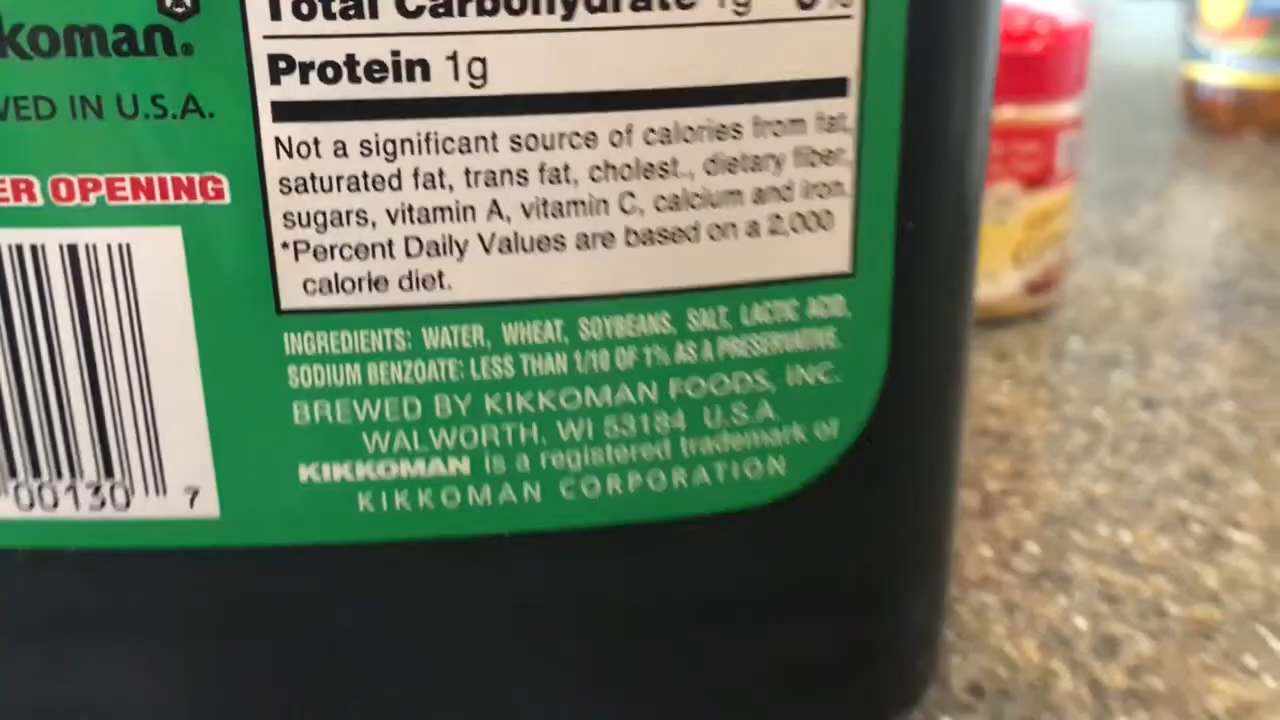 koman®
VED IN U.S.A.
ER OPENING
00130 7
Total Carbohydrate 1g
Protein 1g
Not a significant source of calories from fat,
saturated fat, trans fat, cholest., dietary fiber,
sugars, vitamin A, vitamin C, calcium and iron.
*Percent Daily Values are based on a 2,000
calorie diet.
INGREDIENTS: WATER, WHEAT, SOYBEANS, SALT, LACTIC ACID,
SODIUM BENZOATE: LESS THAN 1/10 OF 1% AS A PRESERVATIVE.
BREWED BY KIKKOMAN FOODS, INC.
WALWORTH, WI 53184 U.S.A.
KIKKOMAN is a registered trademark of
KIKKOMAN CORPORATION